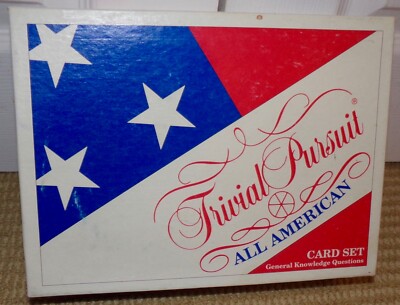 Trivial Pursuit®
ALL AMERICAN
CARD SET
General Knowledge Questions